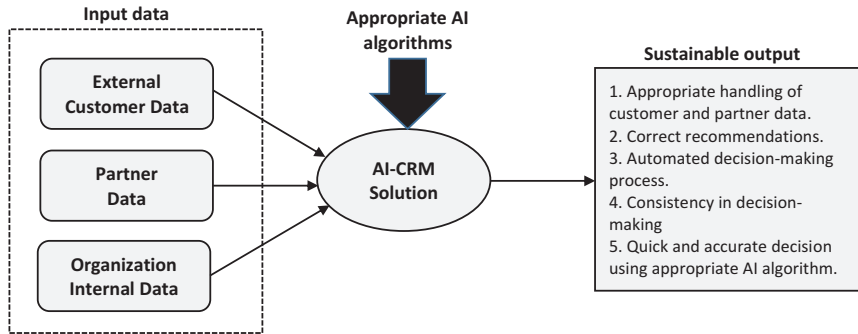 Input data
External
Customer Data
Partner
Data
Organization
Internal Data
Appropriate AI
algorithms
AI-CRM
Solution
Sustainable output
1. Appropriate handling of
customer and partner data.
2. Correct recommendations.
3. Automated decision-making
process.
4. Consistency in decision-
making
5. Quick and accurate decision
using appropriate AI algorithm.